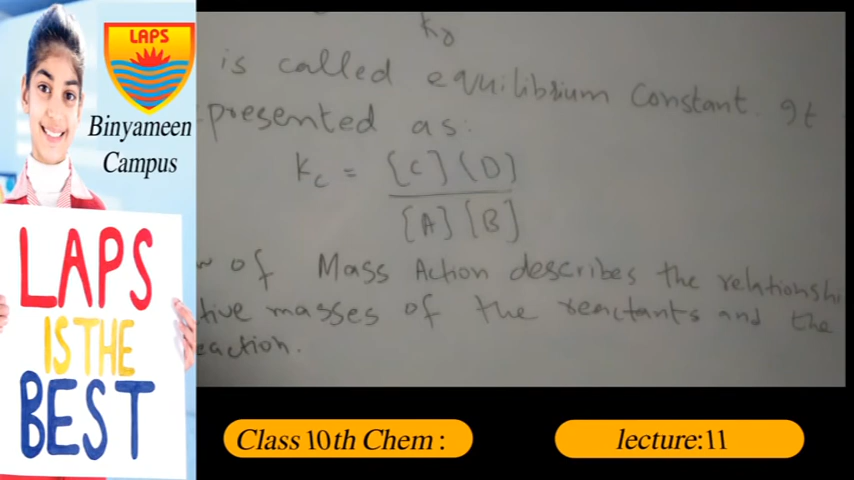 LAPS
Binyameen
Campus
LAPS
IS THE
BEST
is called equilibrium constant. It
presented as:
Kc = [C] [D]
[A] [B]
of Mass Action describes the relationshi
tive masses of the reactants and the
eaction.
Class 10th Chem :
lecture:11